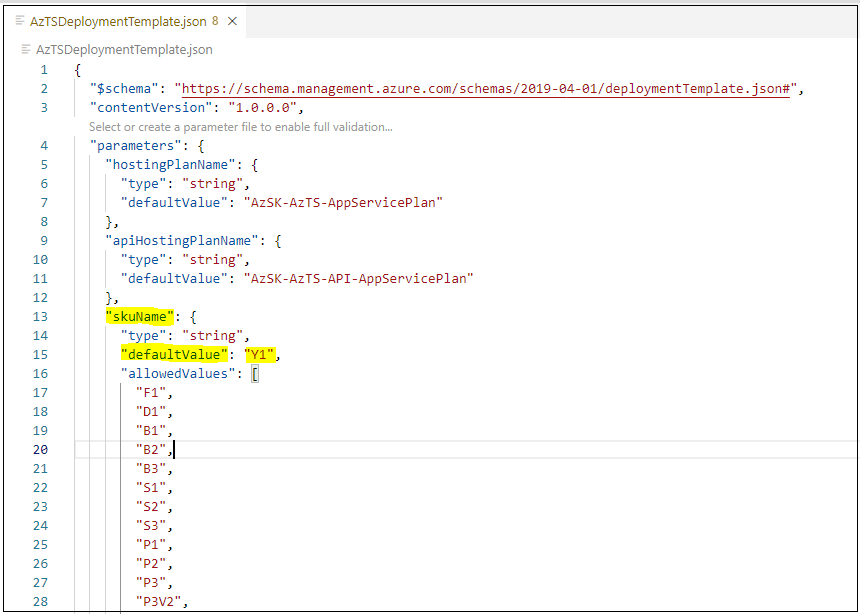 AzTSDeploymentTemplate.json 8 ×
AzTSDeploymentTemplate.json
1 {
2 "$schema": "https://schema.management.azure.com/schemas/2019-04-01/deploymentTemplate.json#",
3 "contentVersion": "1.0.0.0",
Select or create a parameter file to enable full validation...
4 "parameters": {
5 "hostingPlanName": {
6 "type": "string",
7 "defaultValue": "AzSK-AzTS-AppServicePlan"
8 },
9 "apiHostingPlanName": {
10 "type": "string",
11 "defaultValue": "AzSK-AzTS-API-AppServicePlan"
12 },
13 "skuName": {
14 "type": "string",
15 "defaultValue": "Y1",
16 "allowedValues": [
17 "F1",
18 "D1",
19 "B1",
20 "B2",
21 "B3",
22 "S1",
23 "S2",
24 "S3",
25 "P1",
26 "P2",
27 "P3",
28 "P3V2",